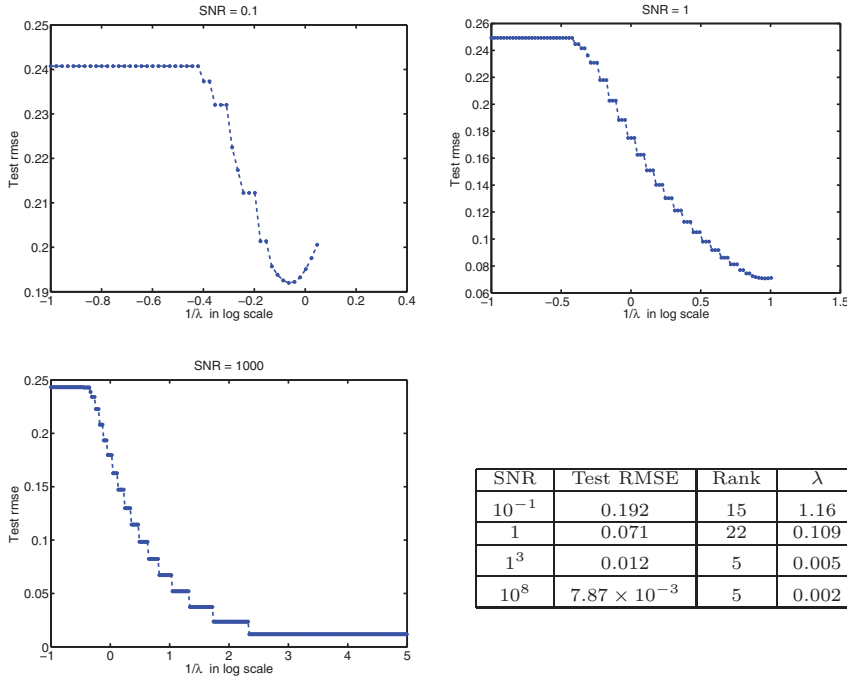 SNR = 0.1
0.25
0.24
0.23
0.22
0.21
0.20
0.19
Test rmse
−1 −0.8 −0.6 −0.4 −0.2 0 0.2 0.4
1/λ in log scale
SNR = 1
0.26
0.24
0.22
0.20
0.18
0.16
0.14
0.12
0.1
0.08
0.06
Test rmse
−1 −0.5 0 0.5 1 1.5
1/λ in log scale
SNR = 1000
0.25
0.2
0.15
0.1
0.05
0
Test rmse
−1 0 1 2 3 4 5
1/λ in log scale
SNR Test RMSE Rank λ
10⁻¹ 0.192 15 1.16
1 0.071 22 0.109
1³ 0.012 5 0.005
10⁸ 7.87 × 10⁻³ 5 0.002